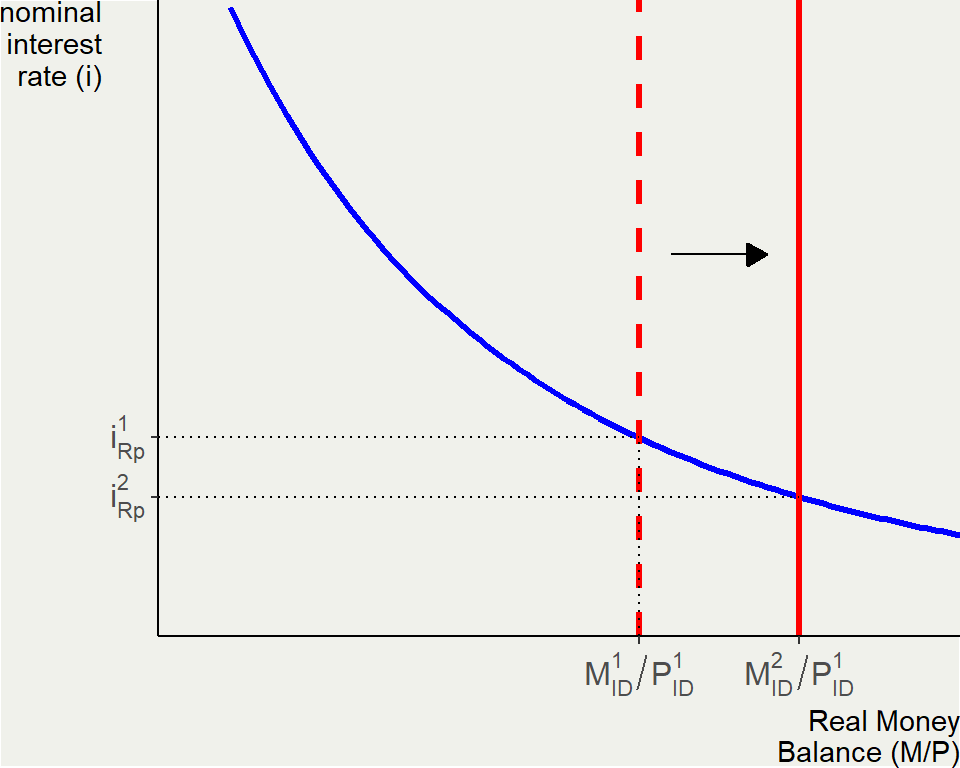 nominal
interest
rate (i)
i¹Rp
i²Rp
M¹ID/P¹ID
M²ID/P¹ID
Real Money
Balance (M/P)